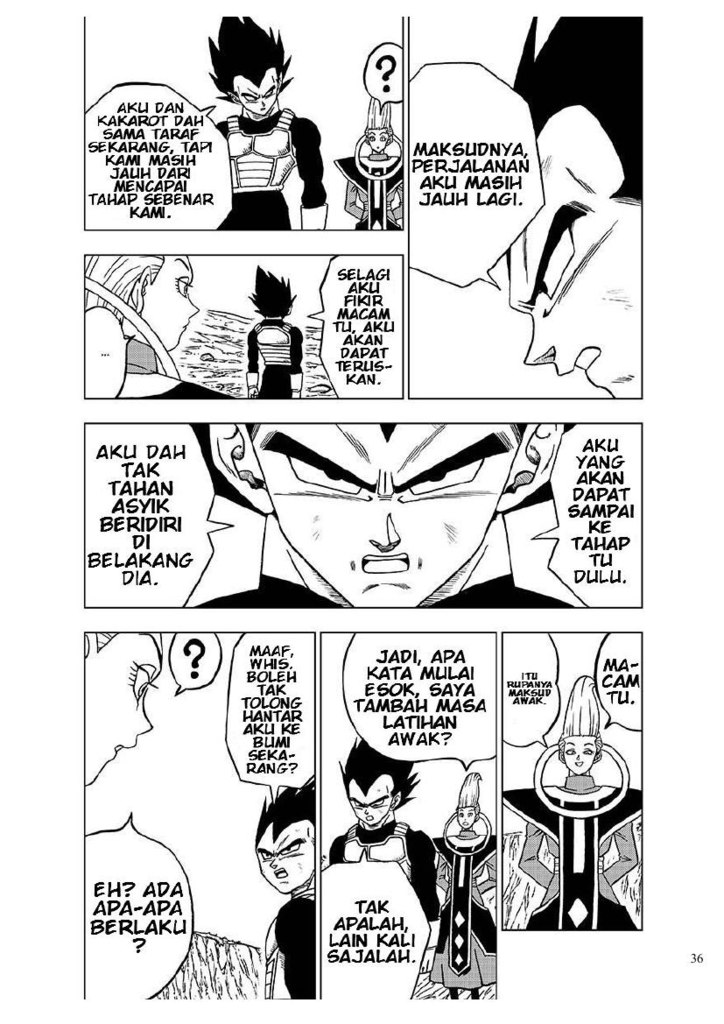 MAKSUDNYA,
PERJALANAN
AKU MASIH
JAUH LAGI.
?
AKU DAN
KAKAROT DAH
SAMA TARAF
SEKARANG, TAPI
KAMI MASIH
JAUH DARI
MENCAPAI
TAHAP SEBENAR
KAMI.
SELAGI
AKU
FIKIR
MACAM
TU, AKU
AKAN
DAPAT
TERUS-
KAN.
...
AKU
YANG
AKAN
DAPAT
SAMPAI
KE
TAHAP
TU
DULU.
AKU DAH
TAK
TAHAN
ASYIK
BERIDIRI
DI
BELAKANG
DIA.
MA-
CAM
TU.
ITU
RUPANYA
MAKSUD
AWAK.
JADI, APA
KATA MULAI
ESOK, SAYA
TAMBAH MASA
LATIHAN
AWAK?
TAK
APALAH,
LAIN KALI
SAJALAH.
MAAF,
WHIS.
BOLEH
TAK
TOLONG
HANTAR
AKU KE
BUMI
SEKA-
RANG?
?
EH? ADA
APA-APA
BERLAKU
?
36